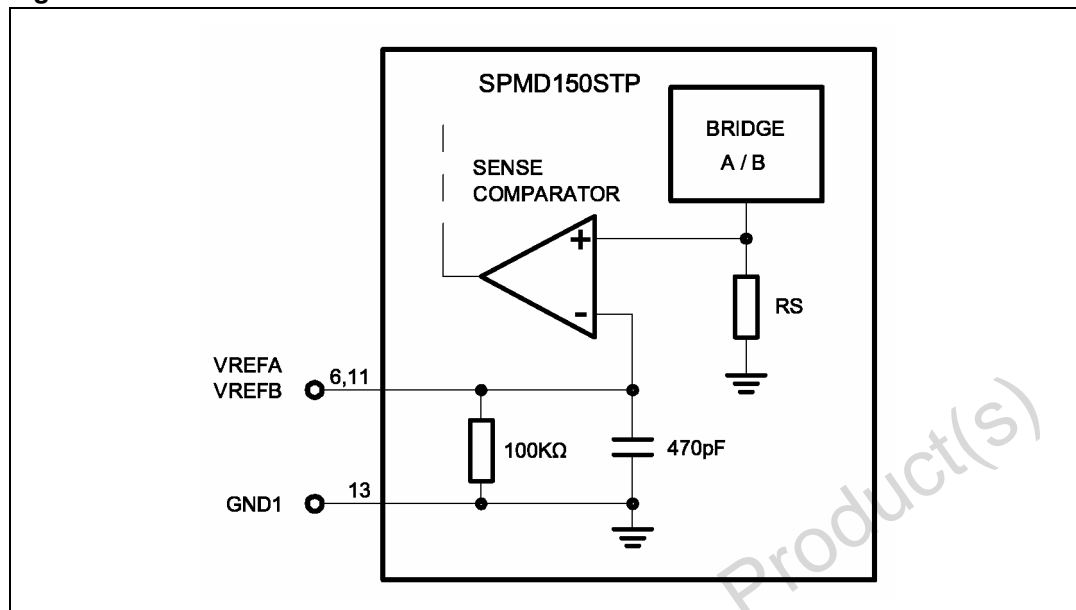 SPMD150STP
BRIDGE
A / B
SENSE
COMPARATOR
+
-
RS
VREFA
VREFB
6,11
100KΩ
470pF
GND1
13
Product(s)